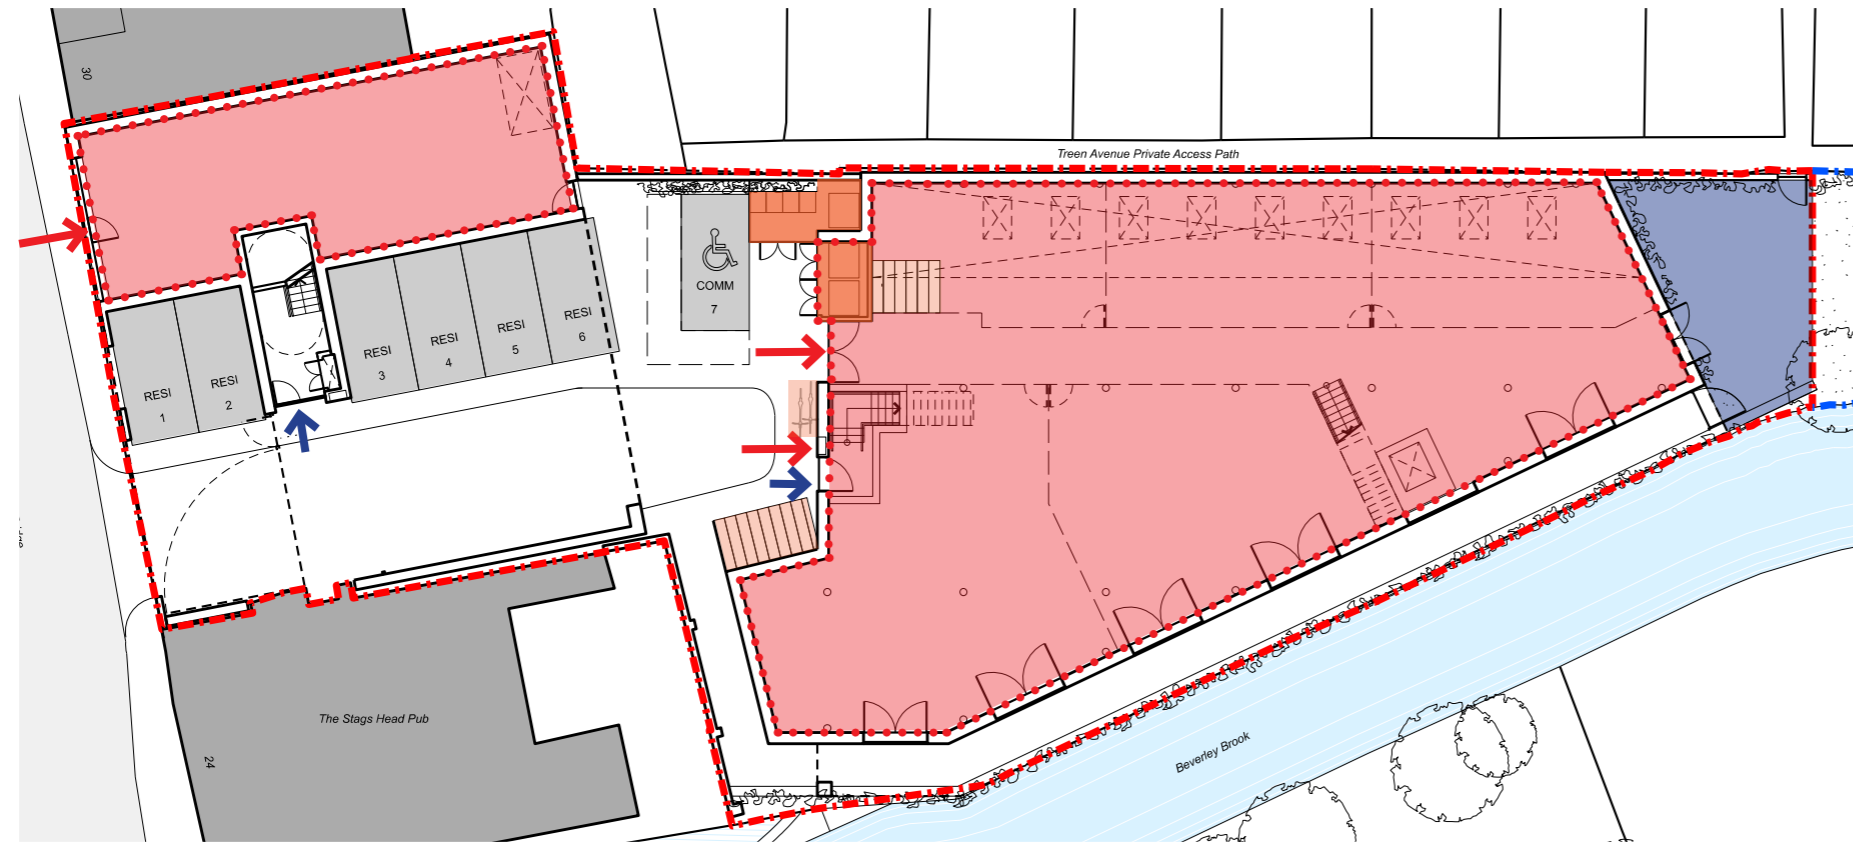 30
Treen Avenue Private Access Path
COMM
7
RESI
1
RESI
2
RESI
3
RESI
4
RESI
5
RESI
6
The Stags Head Pub
24
Beverley Brook